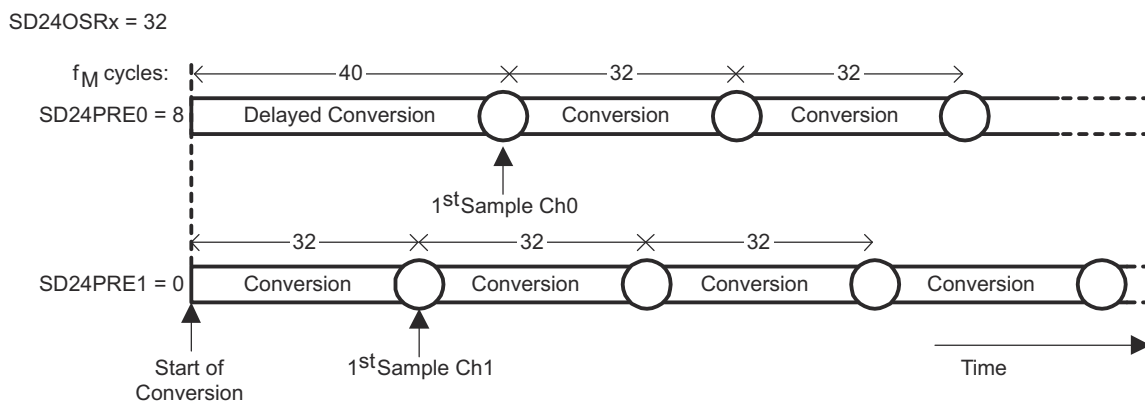 SD24OSRx = 32
fM cycles: 40 32 32
SD24PRE0 = 8 Delayed Conversion Conversion Conversion
1st Sample Ch0
32 32 32
SD24PRE1 = 0 Conversion Conversion Conversion Conversion
Start of
Conversion
1st Sample Ch1
Time